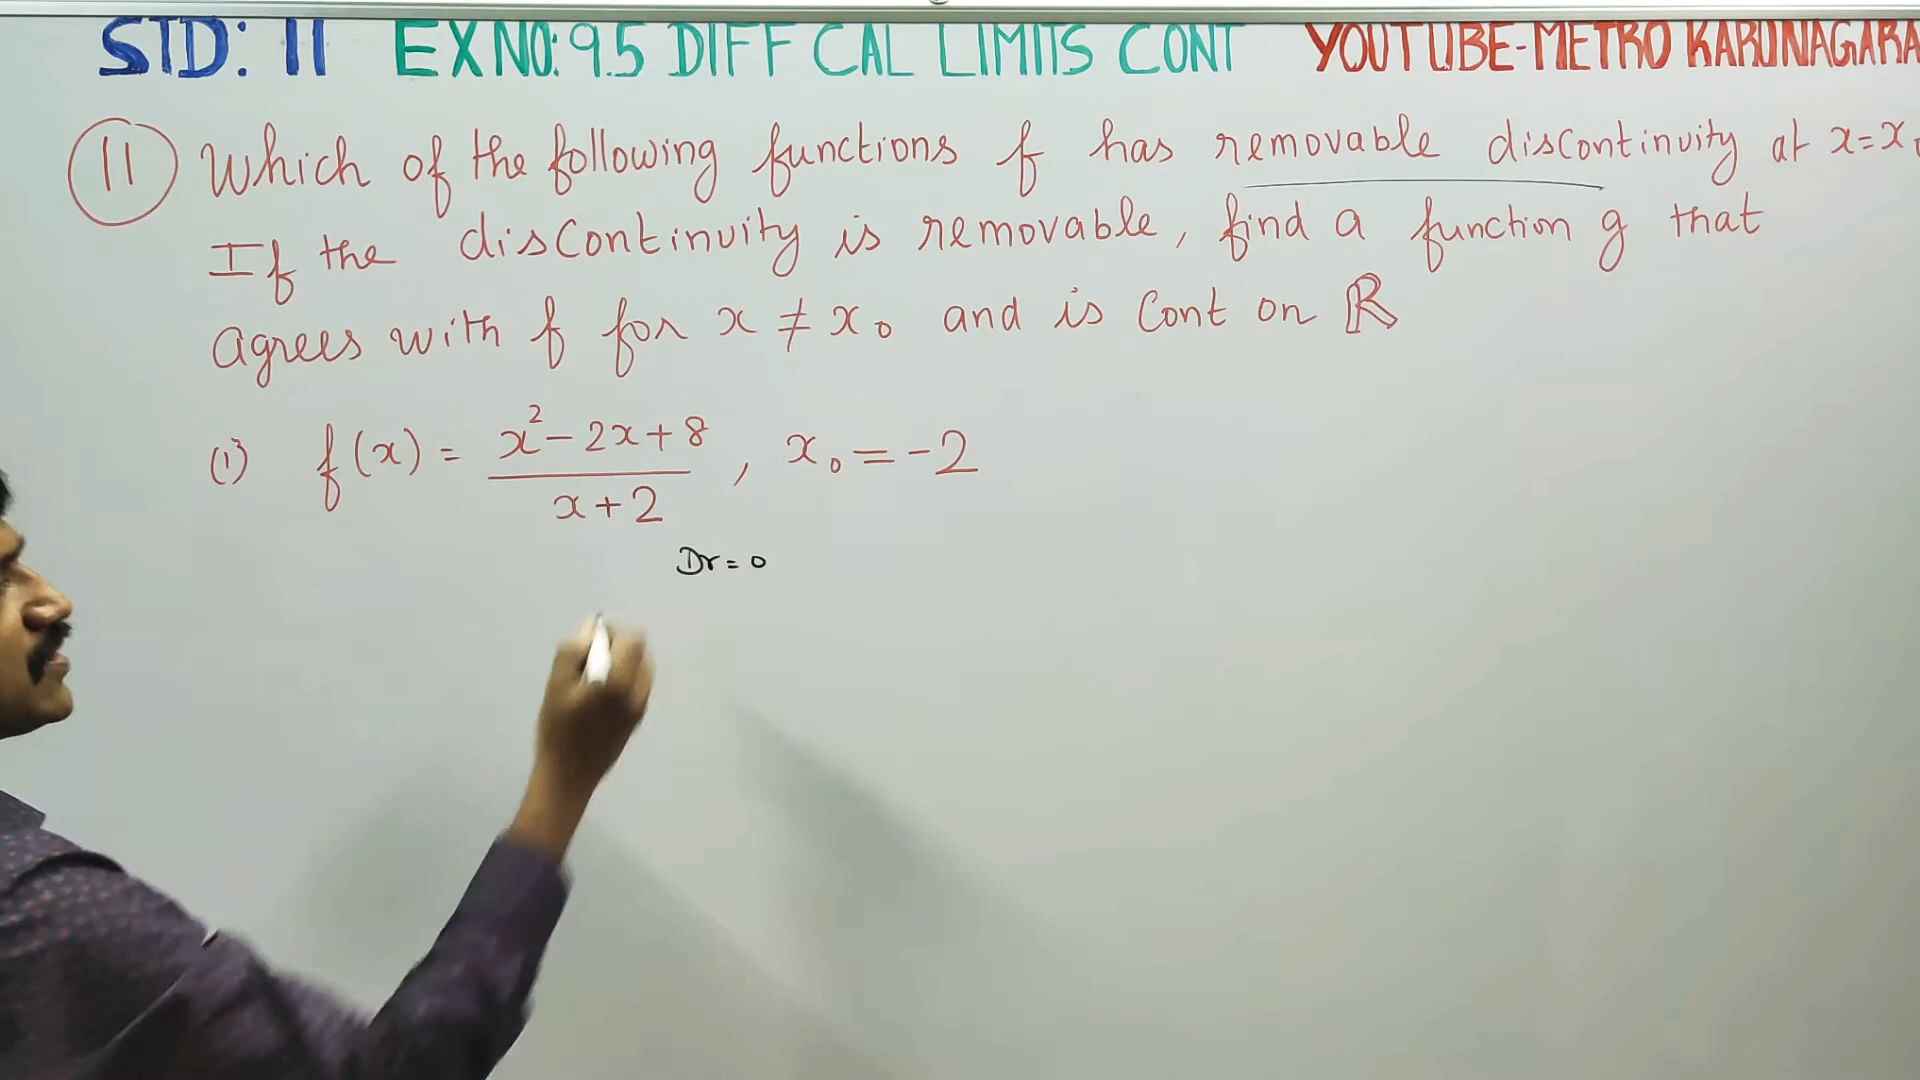 STD: 11 EX NO: 9.5 DIFF CAL LIMITS CONT YOUTUBE-METRO KARUNAGARA
11 Which of the following functions f has removable discontinuity at x=x₀
If the discontinuity is removable, find a function g that
agrees with f for x ≠ x₀ and is Cont on ℝ
(i) f(x) = x²-2x+8 / x+2 , x₀ = -2
Dr = 0